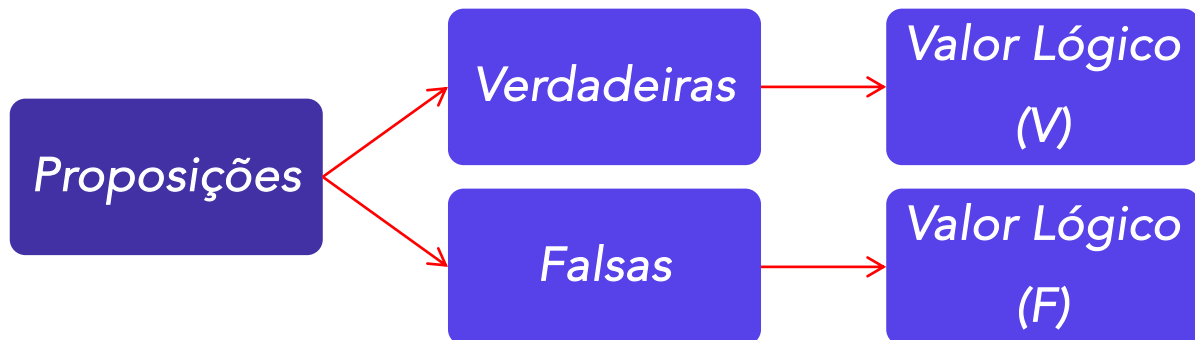 Proposições
Verdadeiras
Valor Lógico
(V)
Falsas
Valor Lógico
(F)